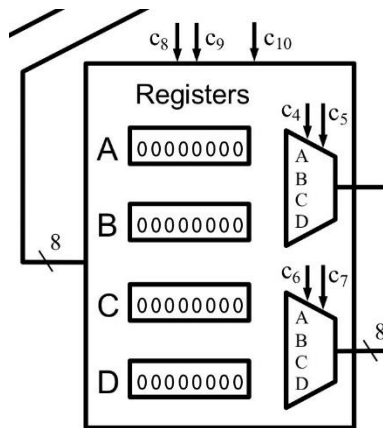 c8 c9 c10
Registers
A 00000000
B 00000000
C 00000000
D 00000000
c4 c5
A
B
C
D
c6 c7
A
B
C
D
8
8